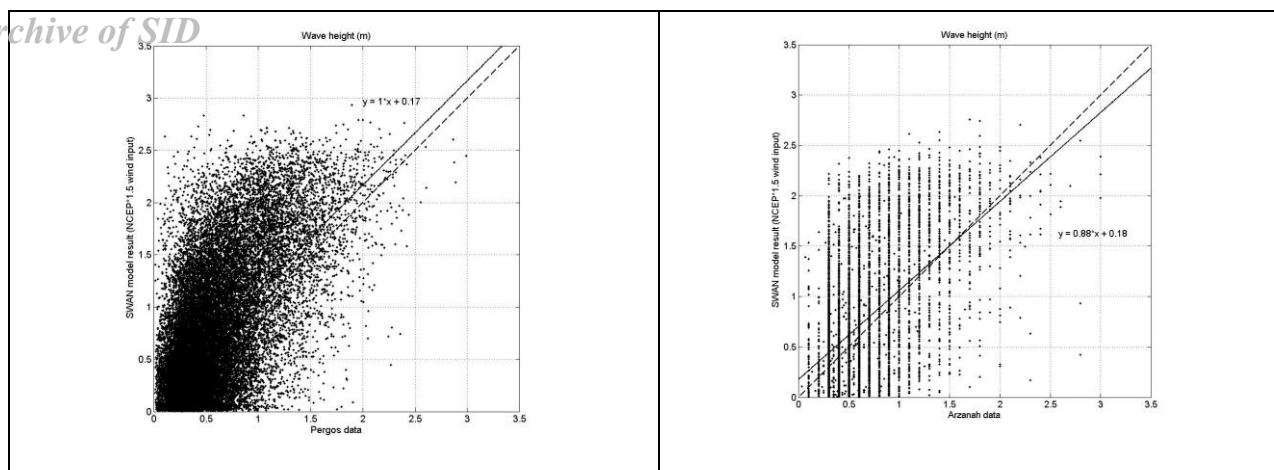 rchive of SID
Wave height (m)
3.5
3
2.5
2
1.5
1
0.5
0
SWAN model result (NCEP*1.5 wind input)
y = 1*x + 0.17
0 0.5 1 1.5 2 2.5 3 3.5
Pergos data
Wave height (m)
3.5
3
2.5
2
1.5
1
0.5
0
SWAN model result (NCEP*1.5 wind input)
y = 0.88*x + 0.18
0 0.5 1 1.5 2 2.5 3 3.5
Arzanah data